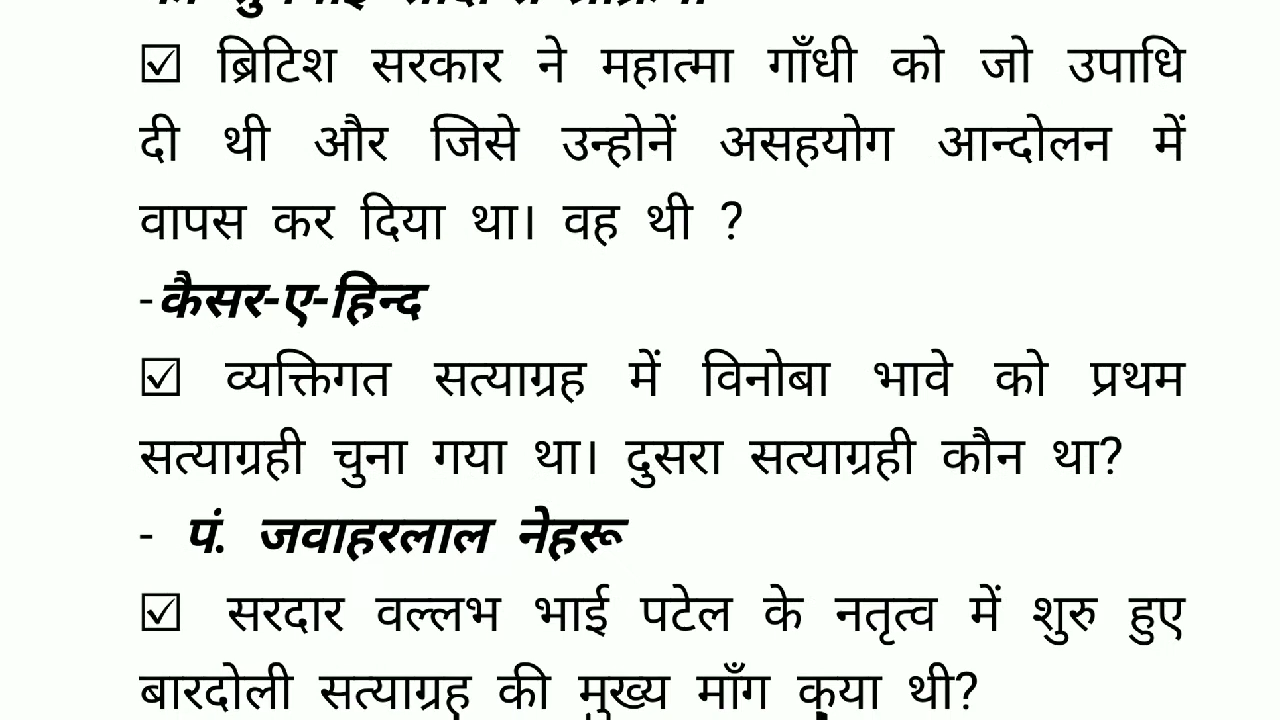 ☑ ब्रिटिश सरकार ने महात्मा गाँधी को जो उपाधि
दी थी और जिसे उन्होनें असहयोग आन्दोलन में
वापस कर दिया था। वह थी ?
-कैसर-ए-हिन्द
☑ व्यक्तिगत सत्याग्रह में विनोबा भावे को प्रथम
सत्याग्रही चुना गया था। दुसरा सत्याग्रही कौन था?
- पं. जवाहरलाल नेहरू
☑ सरदार वल्लभ भाई पटेल के नतृत्व में शुरु हुए
बारदोली सत्याग्रह की मुख्य माँग क्या थी?